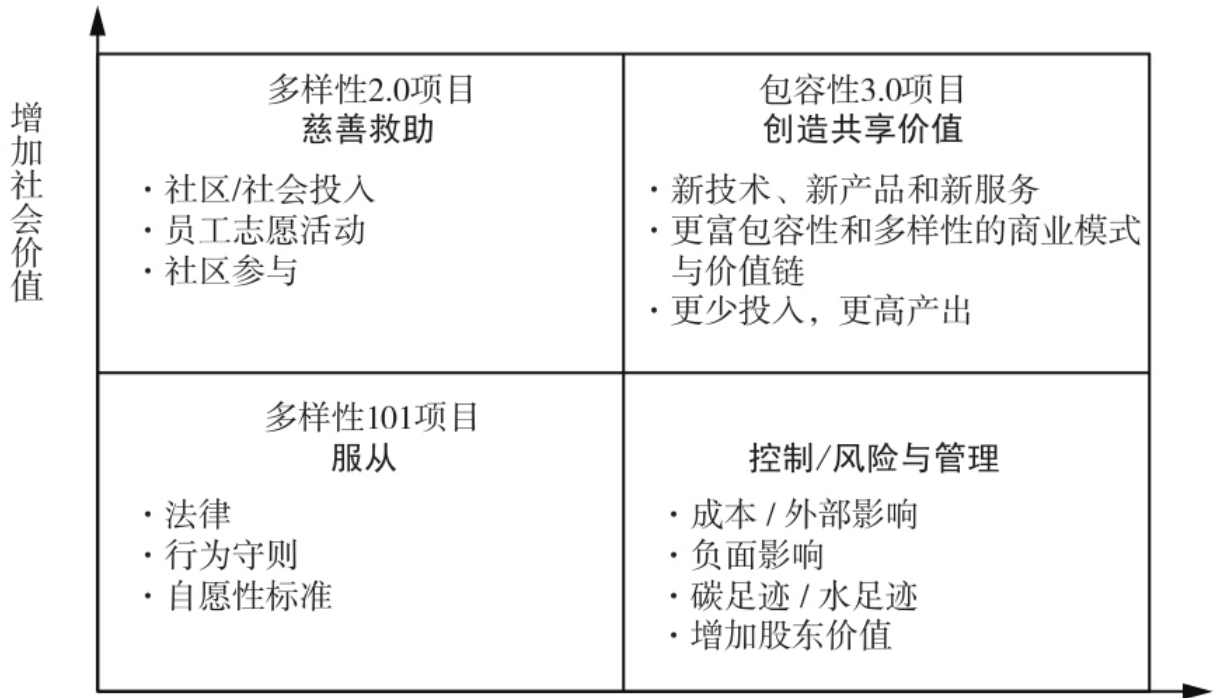 增加社会价值
多样性2.0项目
慈善救助
·社区/社会投入
·员工志愿活动
·社区参与
包容性3.0项目
创造共享价值
·新技术、新产品和新服务
·更富包容性和多样性的商业模式
与价值链
·更少投入，更高产出
多样性101项目
服从
·法律
·行为守则
·自愿性标准
控制/风险与管理
·成本 / 外部影响
·负面影响
·碳足迹 / 水足迹
·增加股东价值